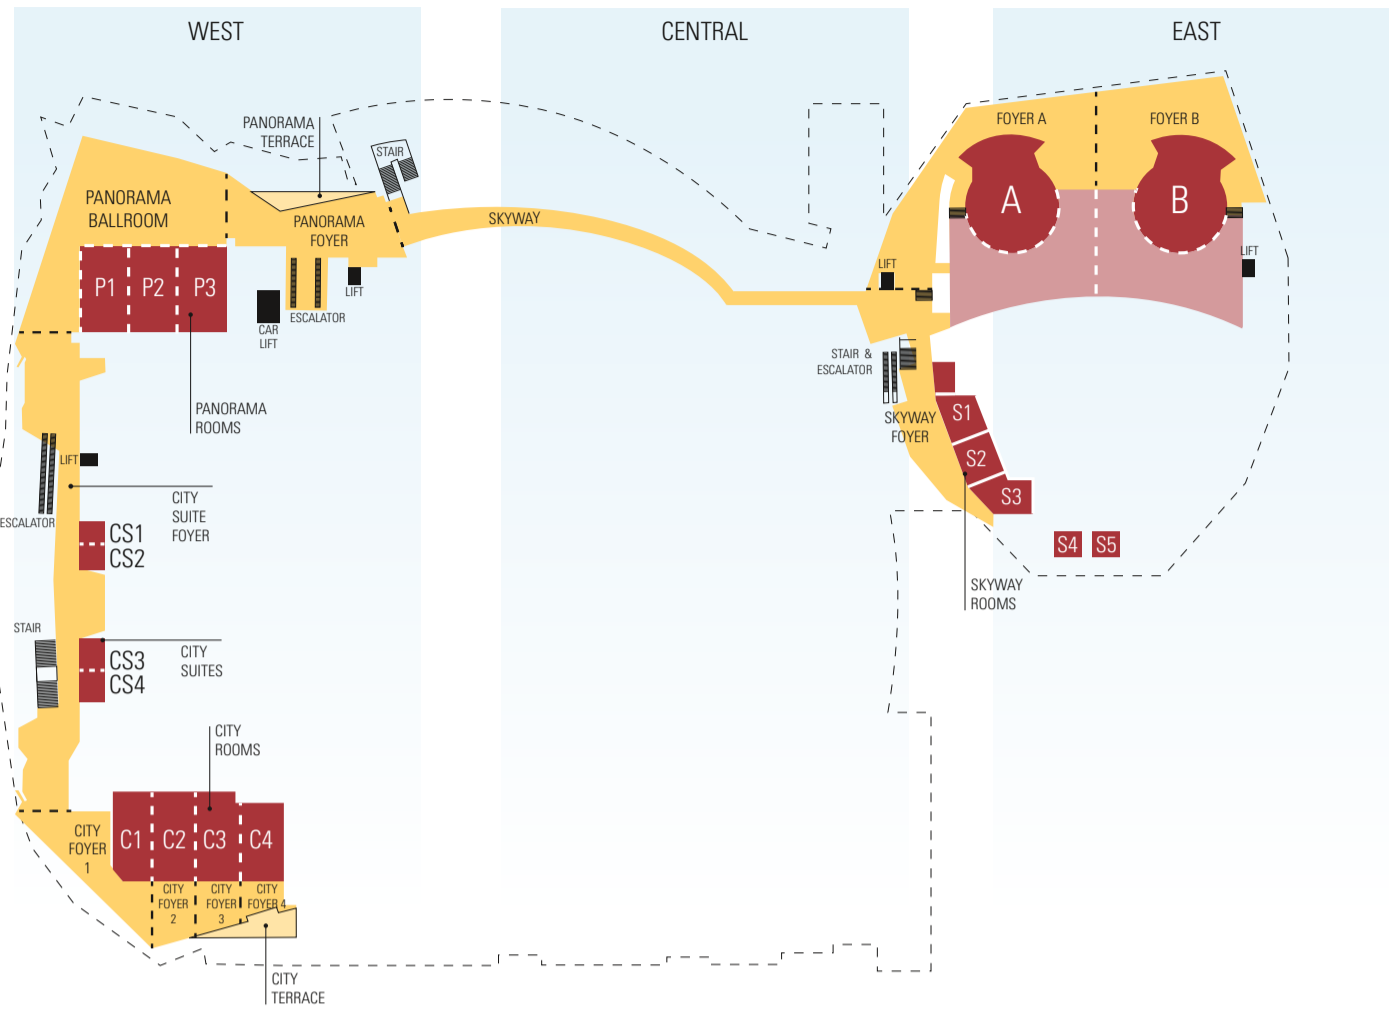 WEST
CENTRAL
EAST
PANORAMA
TERRACE
STAIR
FOYER A
FOYER B
PANORAMA
BALLROOM
PANORAMA
FOYER
SKYWAY
A
B
P1
P2
P3
LIFT
ESCALATOR
CAR
LIFT
LIFT
LIFT
STAIR &
ESCALATOR
PANORAMA
ROOMS
SKYWAY
FOYER
S1
S2
S3
LIFT
CITY
SUITE
FOYER
ESCALATOR
CS1
CS2
S4
S5
SKYWAY
ROOMS
STAIR
CITY
SUITES
CS3
CS4
CITY
ROOMS
CITY
FOYER
1
C1
C2
C3
C4
CITY
FOYER
2
CITY
FOYER
3
CITY
FOYER 4
CITY
TERRACE